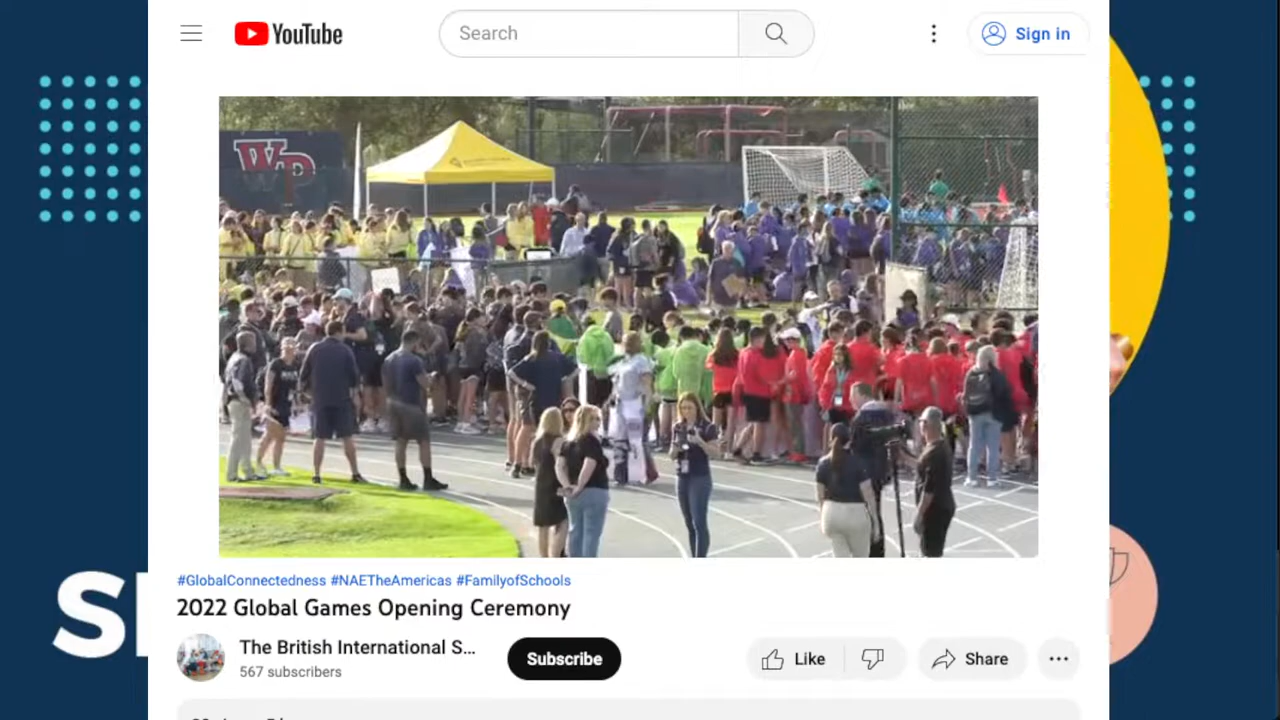 YouTube
Search
Sign in
WP
#GlobalConnectedness #NAETheAmericas #FamilyofSchools
2022 Global Games Opening Ceremony
The British International S...
567 subscribers
Subscribe
Like
Share
S